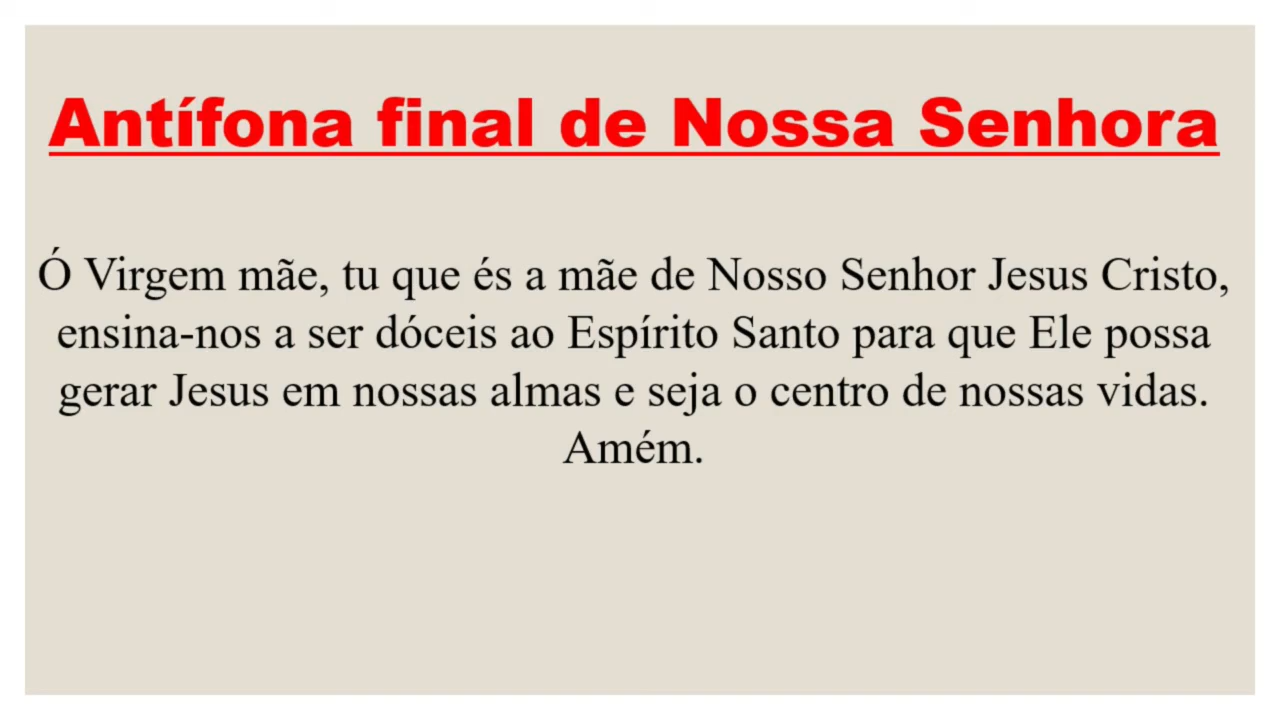 Antífona final de Nossa Senhora
Ó Virgem mãe, tu que és a mãe de Nosso Senhor Jesus Cristo,
ensina-nos a ser dóceis ao Espírito Santo para que Ele possa
gerar Jesus em nossas almas e seja o centro de nossas vidas.
Amém.